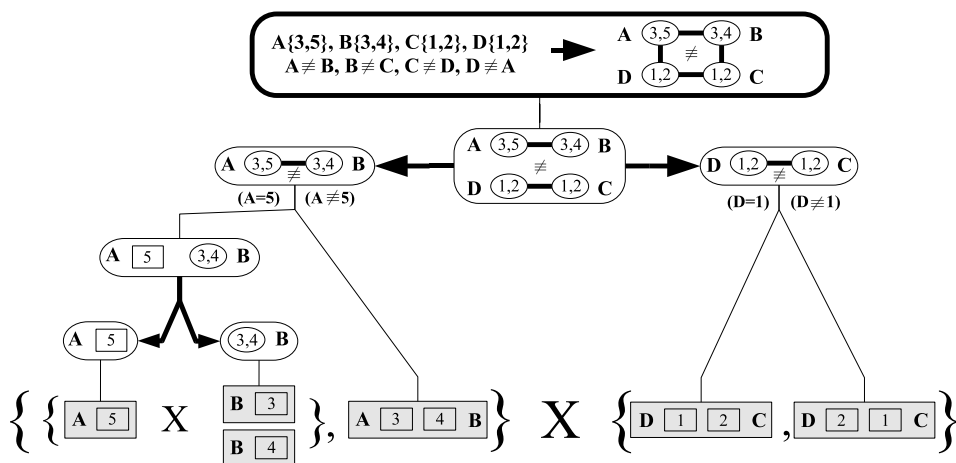 A{3,5}, B{3,4}, C{1,2}, D{1,2}
A≠B, B≠C, C≠D, D≠A
A 3,5 3,4 B
≠
D 1,2 1,2 C
A 3,5 3,4 B
≠
D 1,2 1,2 C
A 3,5 3,4 B
≠
D 1,2 1,2 C
≠
(A=5) (A≠5)
(D=1) (D≠1)
A 5 3,4 B
A 5
3,4 B
{ { A 5 X B 3 }, A 3 4 B } X { D 1 2 C , D 2 1 C }
B 4